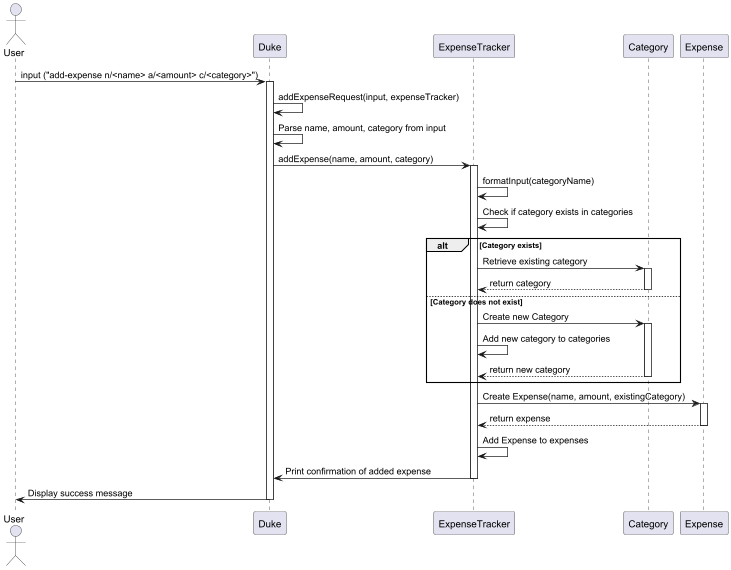 User
Duke
ExpenseTracker
Category
Expense
input ("add-expense n/<name> a/<amount> c/<category>")
addExpenseRequest(input, expenseTracker)
Parse name, amount, category from input
addExpense(name, amount, category)
formatInput(categoryName)
Check if category exists in categories
alt
[Category exists]
Retrieve existing category
return category
[Category does not exist]
Create new Category
Add new category to categories
return new category
Create Expense(name, amount, existingCategory)
return expense
Add Expense to expenses
Print confirmation of added expense
Display success message
User
Duke
ExpenseTracker
Category
Expense